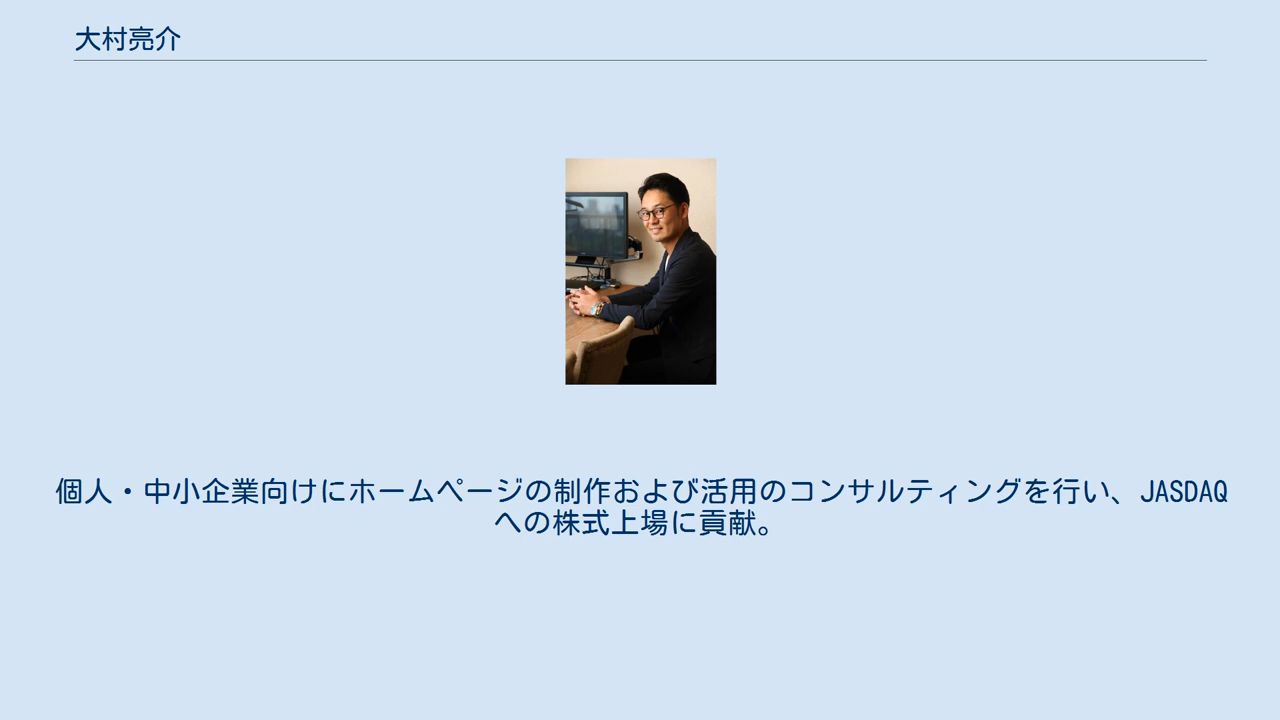 大村亮介
個人・中小企業向けにホームページの制作および活用のコンサルティングを行い、JASDAQ
への株式上場に貢献。